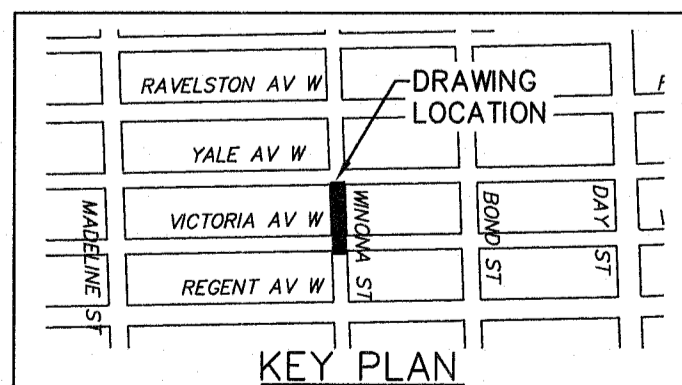 RAVELSTON AV W
DRAWING
LOCATION
YALE AV W
MADELINE ST
VICTORIA AV W
WINONA ST
BOND ST
DAY ST
REGENT AV W
KEY PLAN